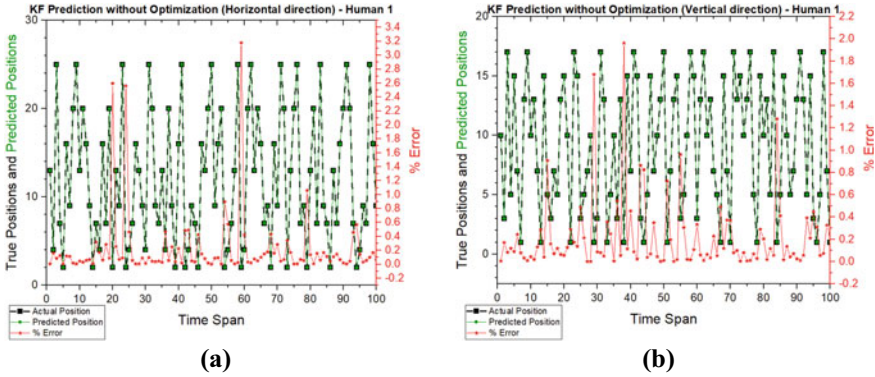 KF Prediction without Optimization (Horizontal direction) - Human 1
True Positions and Predicted Positions
30
20
10
0
3.4
3.2
3.0
2.8
2.6
2.4
2.2
2.0
1.8
1.6
1.4
1.2
1.0
0.8
0.6
0.4
0.2
0.0
-0.2
% Error
0 10 20 30 40 50 60 70 80 90 100
Time Span
Actual Position
Predicted Position
% Error
(a)
KF Prediction without Optimization (Vertical direction) - Human 1
True Positions and Predicted Positions
20
15
10
5
0
2.2
2.0
1.8
1.6
1.4
1.2
1.0
0.8
0.6
0.4
0.2
0.0
-0.2
% Error
0 10 20 30 40 50 60 70 80 90 100
Time Span
Actual Position
Predicted Position
% Error
(b)